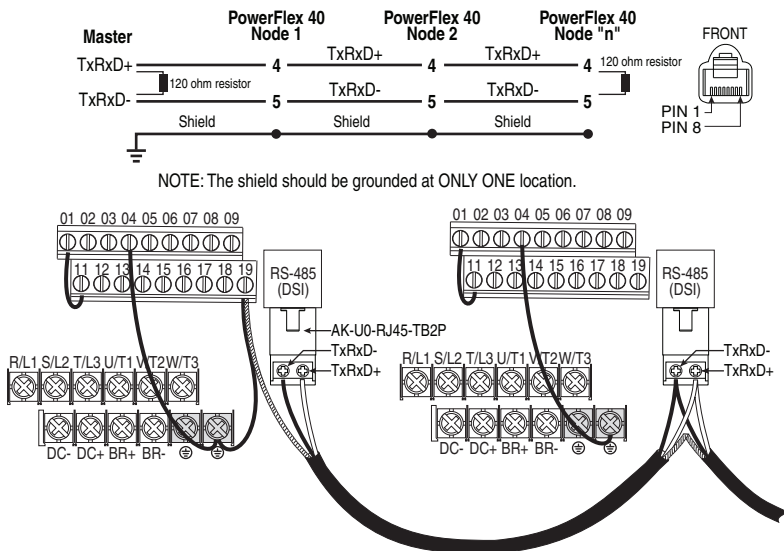 Master
PowerFlex 40
Node 1
PowerFlex 40
Node 2
PowerFlex 40
Node "n"
FRONT
TxRxD+
4
TxRxD+
4
TxRxD+
4
120 ohm resistor
120 ohm resistor
TxRxD-
5
TxRxD-
5
TxRxD-
5
PIN 1
PIN 8
Shield
Shield
Shield
NOTE: The shield should be grounded at ONLY ONE location.
01 02 03 04 05 06 07 08 09
11 12 13 14 15 16 17 18 19
RS-485
(DSI)
AK-U0-RJ45-TB2P
TxRxD-
TxRxD+
R/L1 S/L2 T/L3 U/T1 V/T2 W/T3
DC- DC+ BR+ BR-
01 02 03 04 05 06 07 08 09
11 12 13 14 15 16 17 18 19
RS-485
(DSI)
TxRxD-
TxRxD+
R/L1 S/L2 T/L3 U/T1 V/T2 W/T3
DC- DC+ BR+ BR-